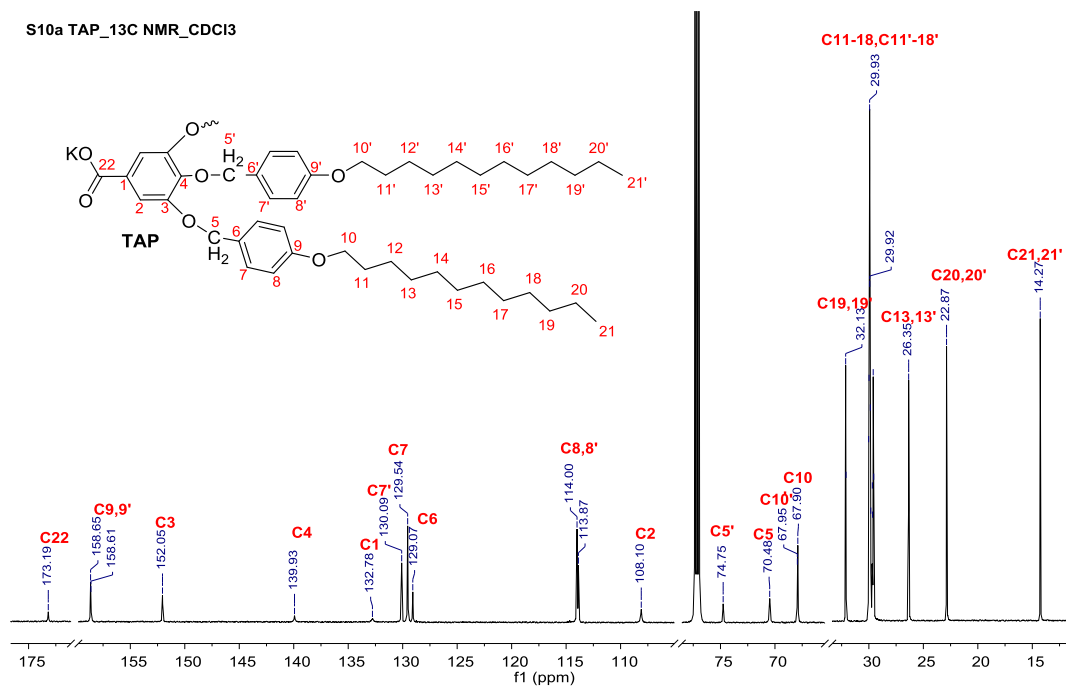 S10a TAP_13C NMR_CDCl3
C11-18,C11'-18'
29.93
29.92
C19,19'
32.13
C13,13'
26.35
C20,20'
22.87
C21,21'
14.27
KO
O
O
22
1
2
3
4
O
5'
H2
C
6'
7'
8'
9'
O
10'
11'
12'
13'
14'
15'
16'
17'
18'
19'
20'
21'
TAP
O
5
C
H2
6
7
8
9
O
10
11
12
13
14
15
16
17
18
19
20
21
C22
173.19
C9,9'
158.65
158.61
C3
152.05
C4
139.93
C1
132.78
C7'
130.09
C7
129.54
C6
129.07
C8,8'
114.00
113.87
C2
108.10
C5'
74.75
C5
70.48
C10'
67.95
C10
67.90
175 155 150 145 140 135 130 125 120 115 110 75 70 30 25 20 15
f1 (ppm)